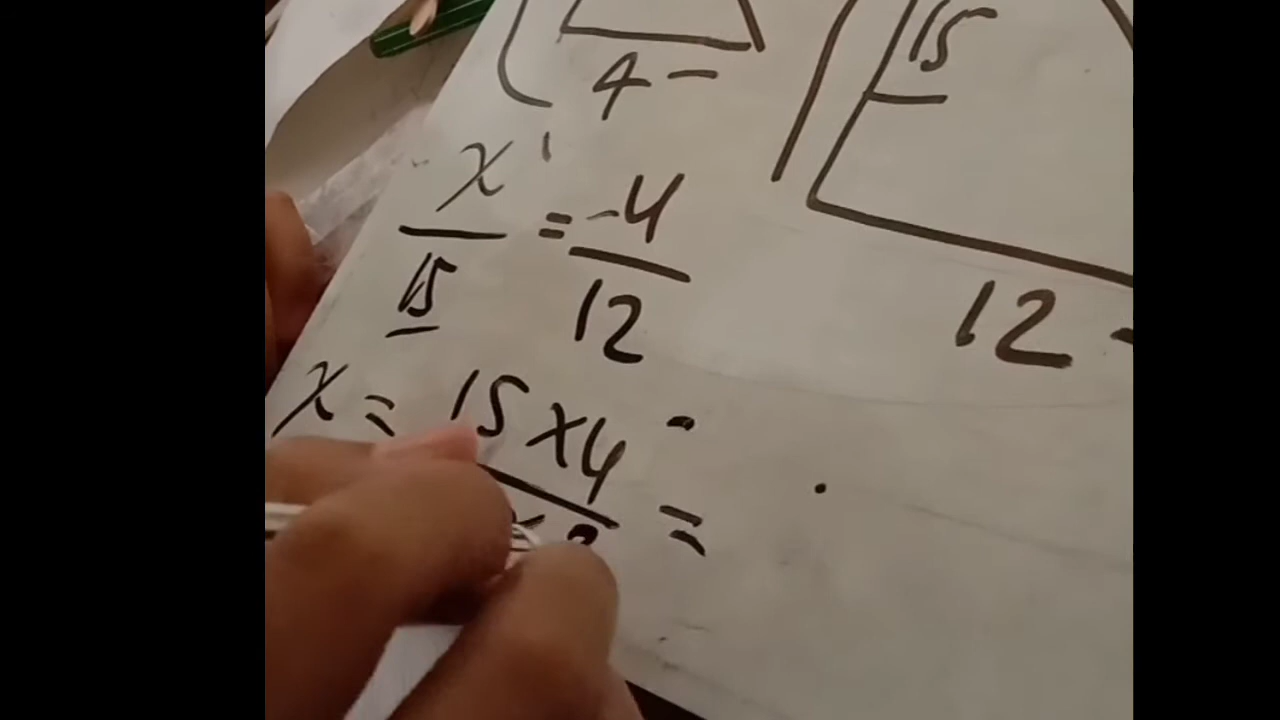 15
4 -
12 -
x / 15 = -4 / 12
x = 15 x 4 =